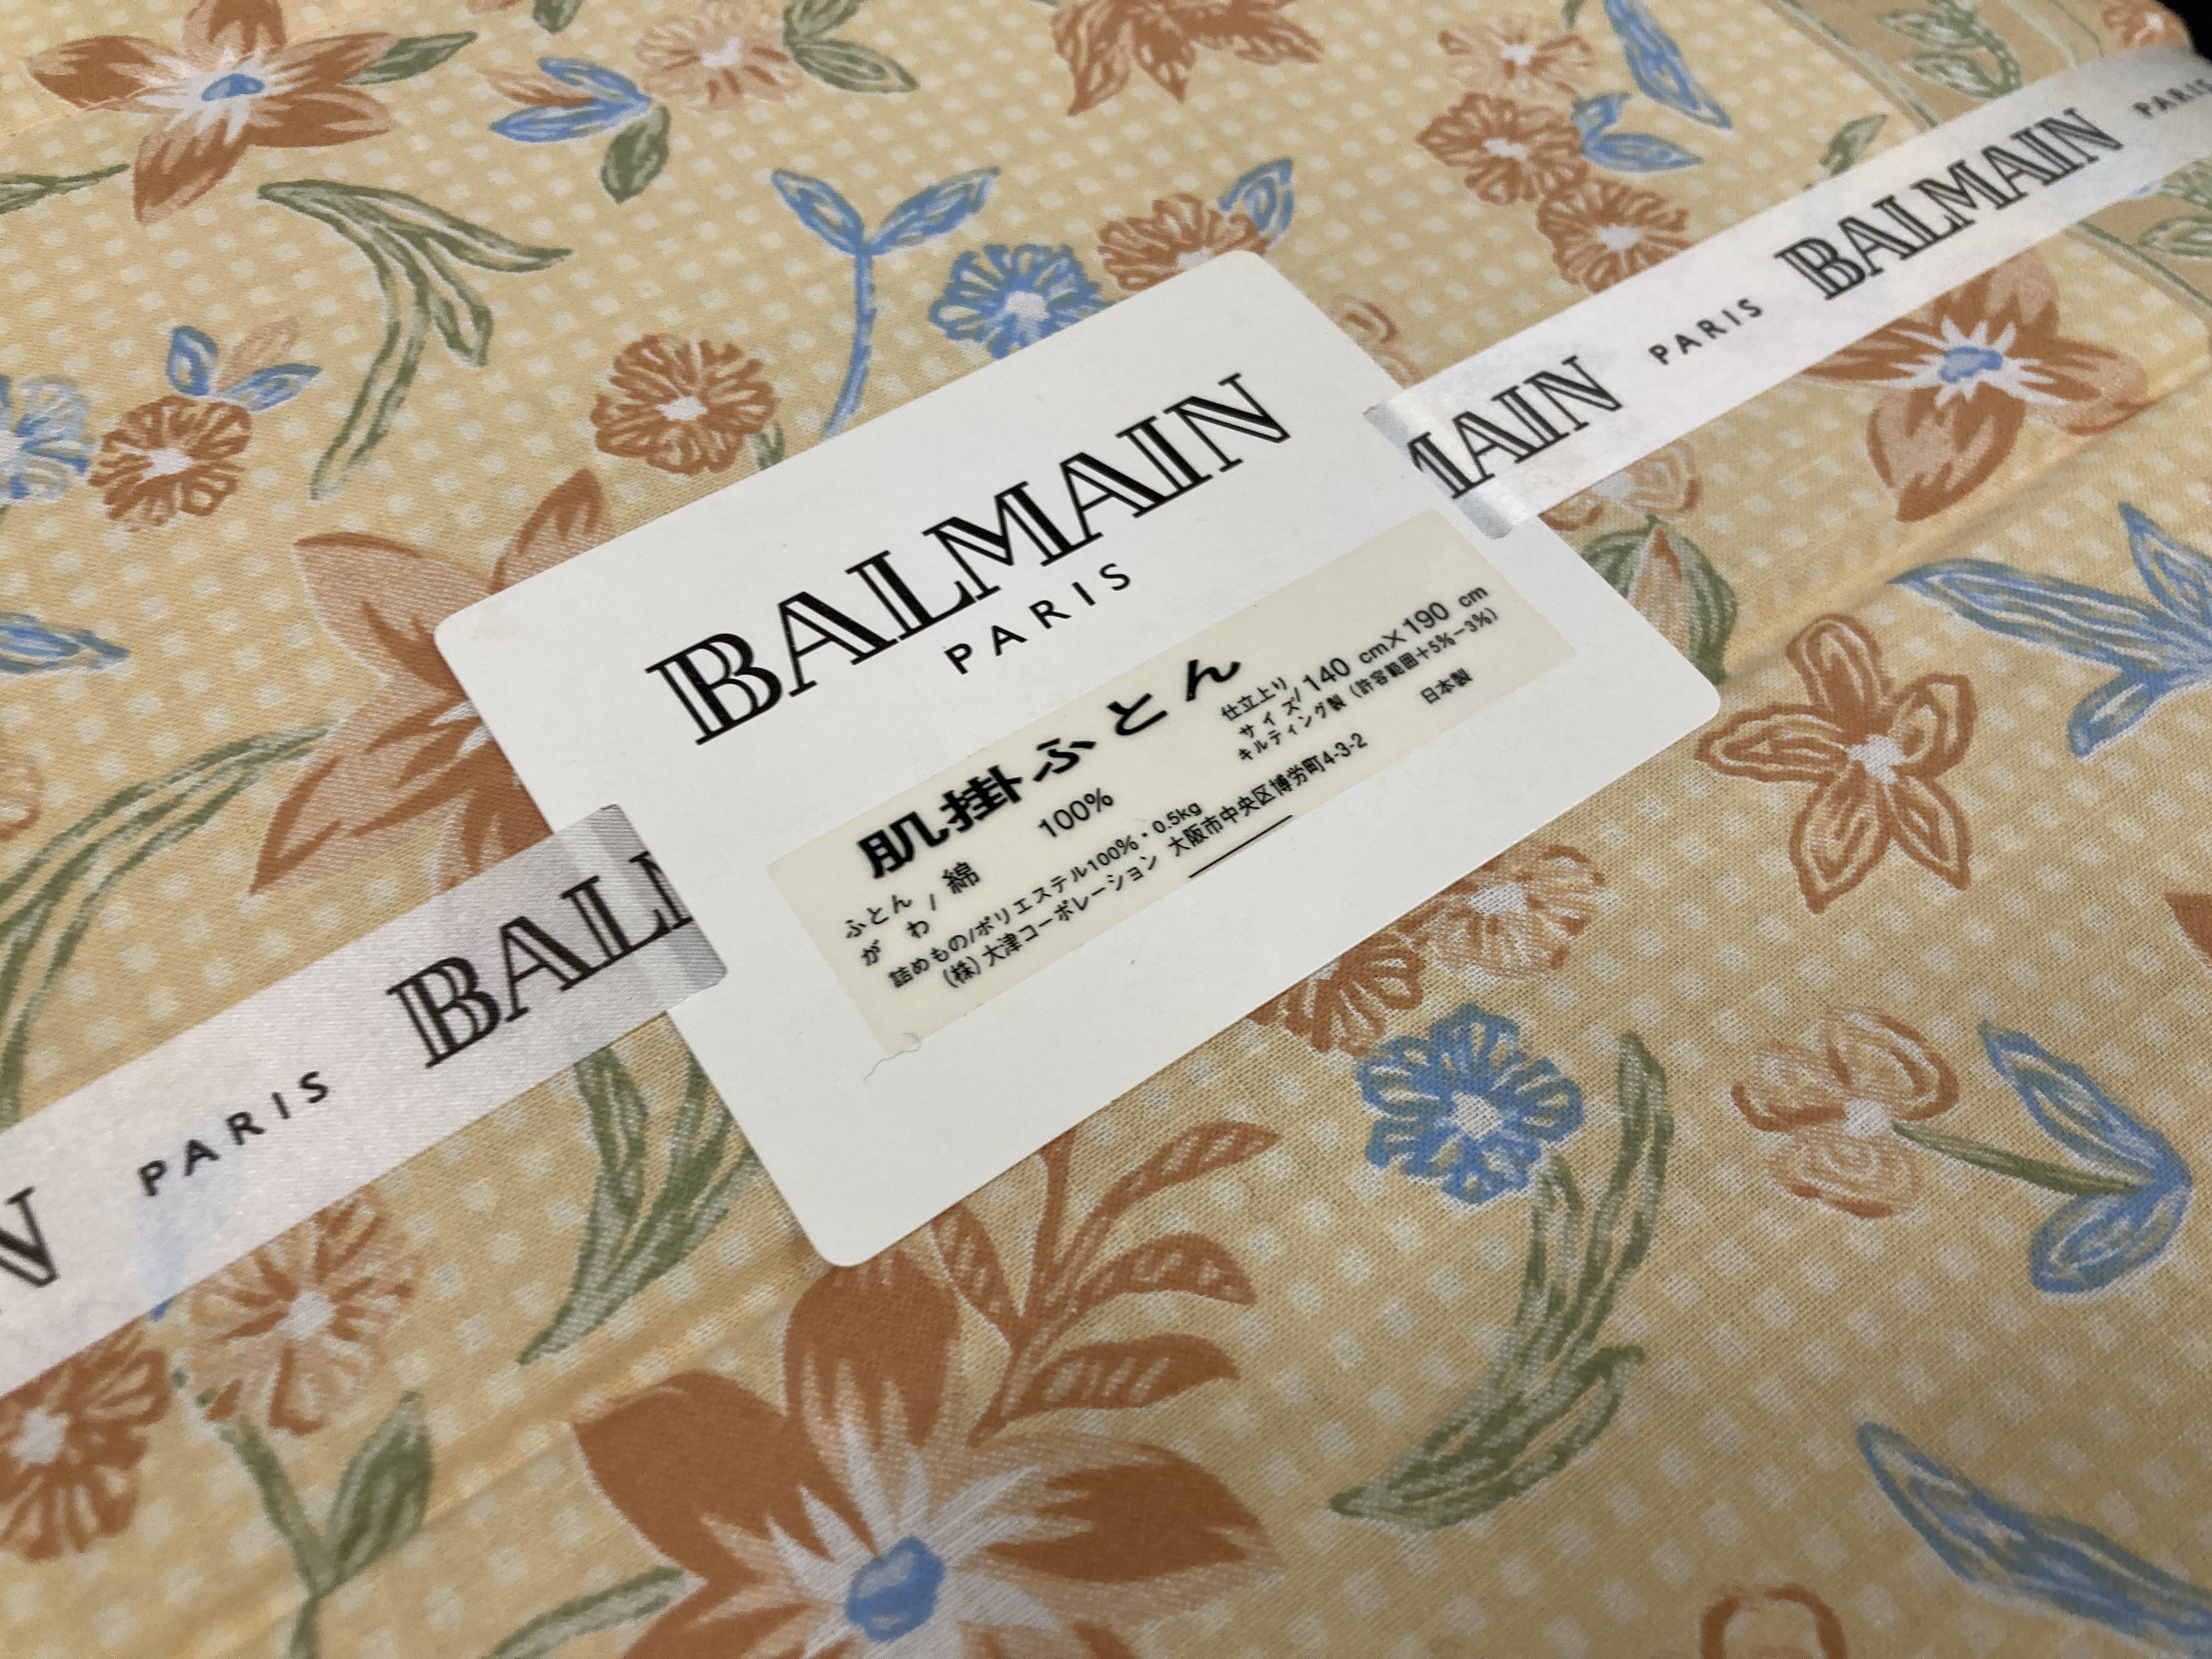 BALMAIN
PARIS
肌掛ふとん
ふとん
がわ/綿 100%
詰めもの/ポリエステル100%・0.5kg
(株)大津コーポレーション 大阪市中央区博労町4-3-2
仕立上り
サイズ/140 cm×190 cm
キルティング製(許容範囲+5%-3%)
日本製
MAIN PARIS BALMAIN PARIS
N PARIS BALM